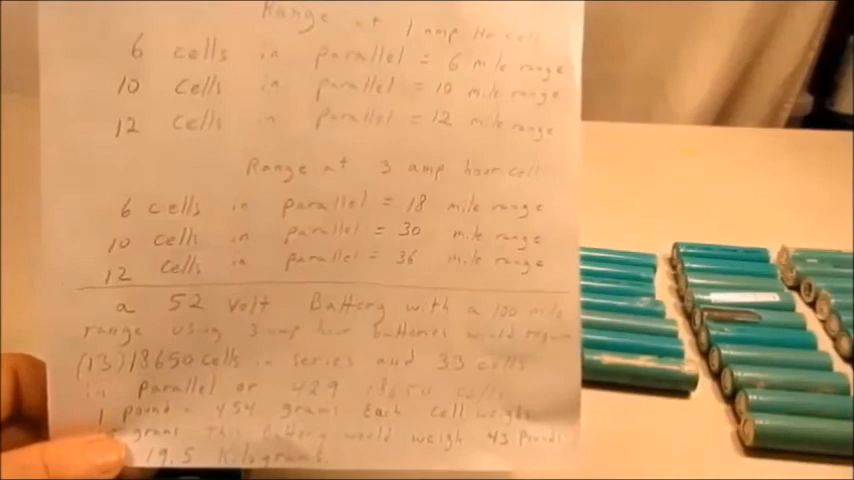 Range at 1 amp Hr cell
6 cells in parallel = 6 mile range
10 cells in parallel = 10 mile range
12 cells in parallel = 12 mile range
Range at 3 amp hour cell
6 cells in parallel = 18 mile range
10 cells in parallel = 30 mile range
12 cells in parallel = 36 mile range
a 52 volt Battery with a 100 mile
range using 3 amp hour batteries would require
(13) 18650 cells in series and 33 cells
in parallel or 429 18650 cells
1 pound = 454 grams Each cell weighs
grams This Battery would weigh 43 Pounds
19.5 Kilograms.